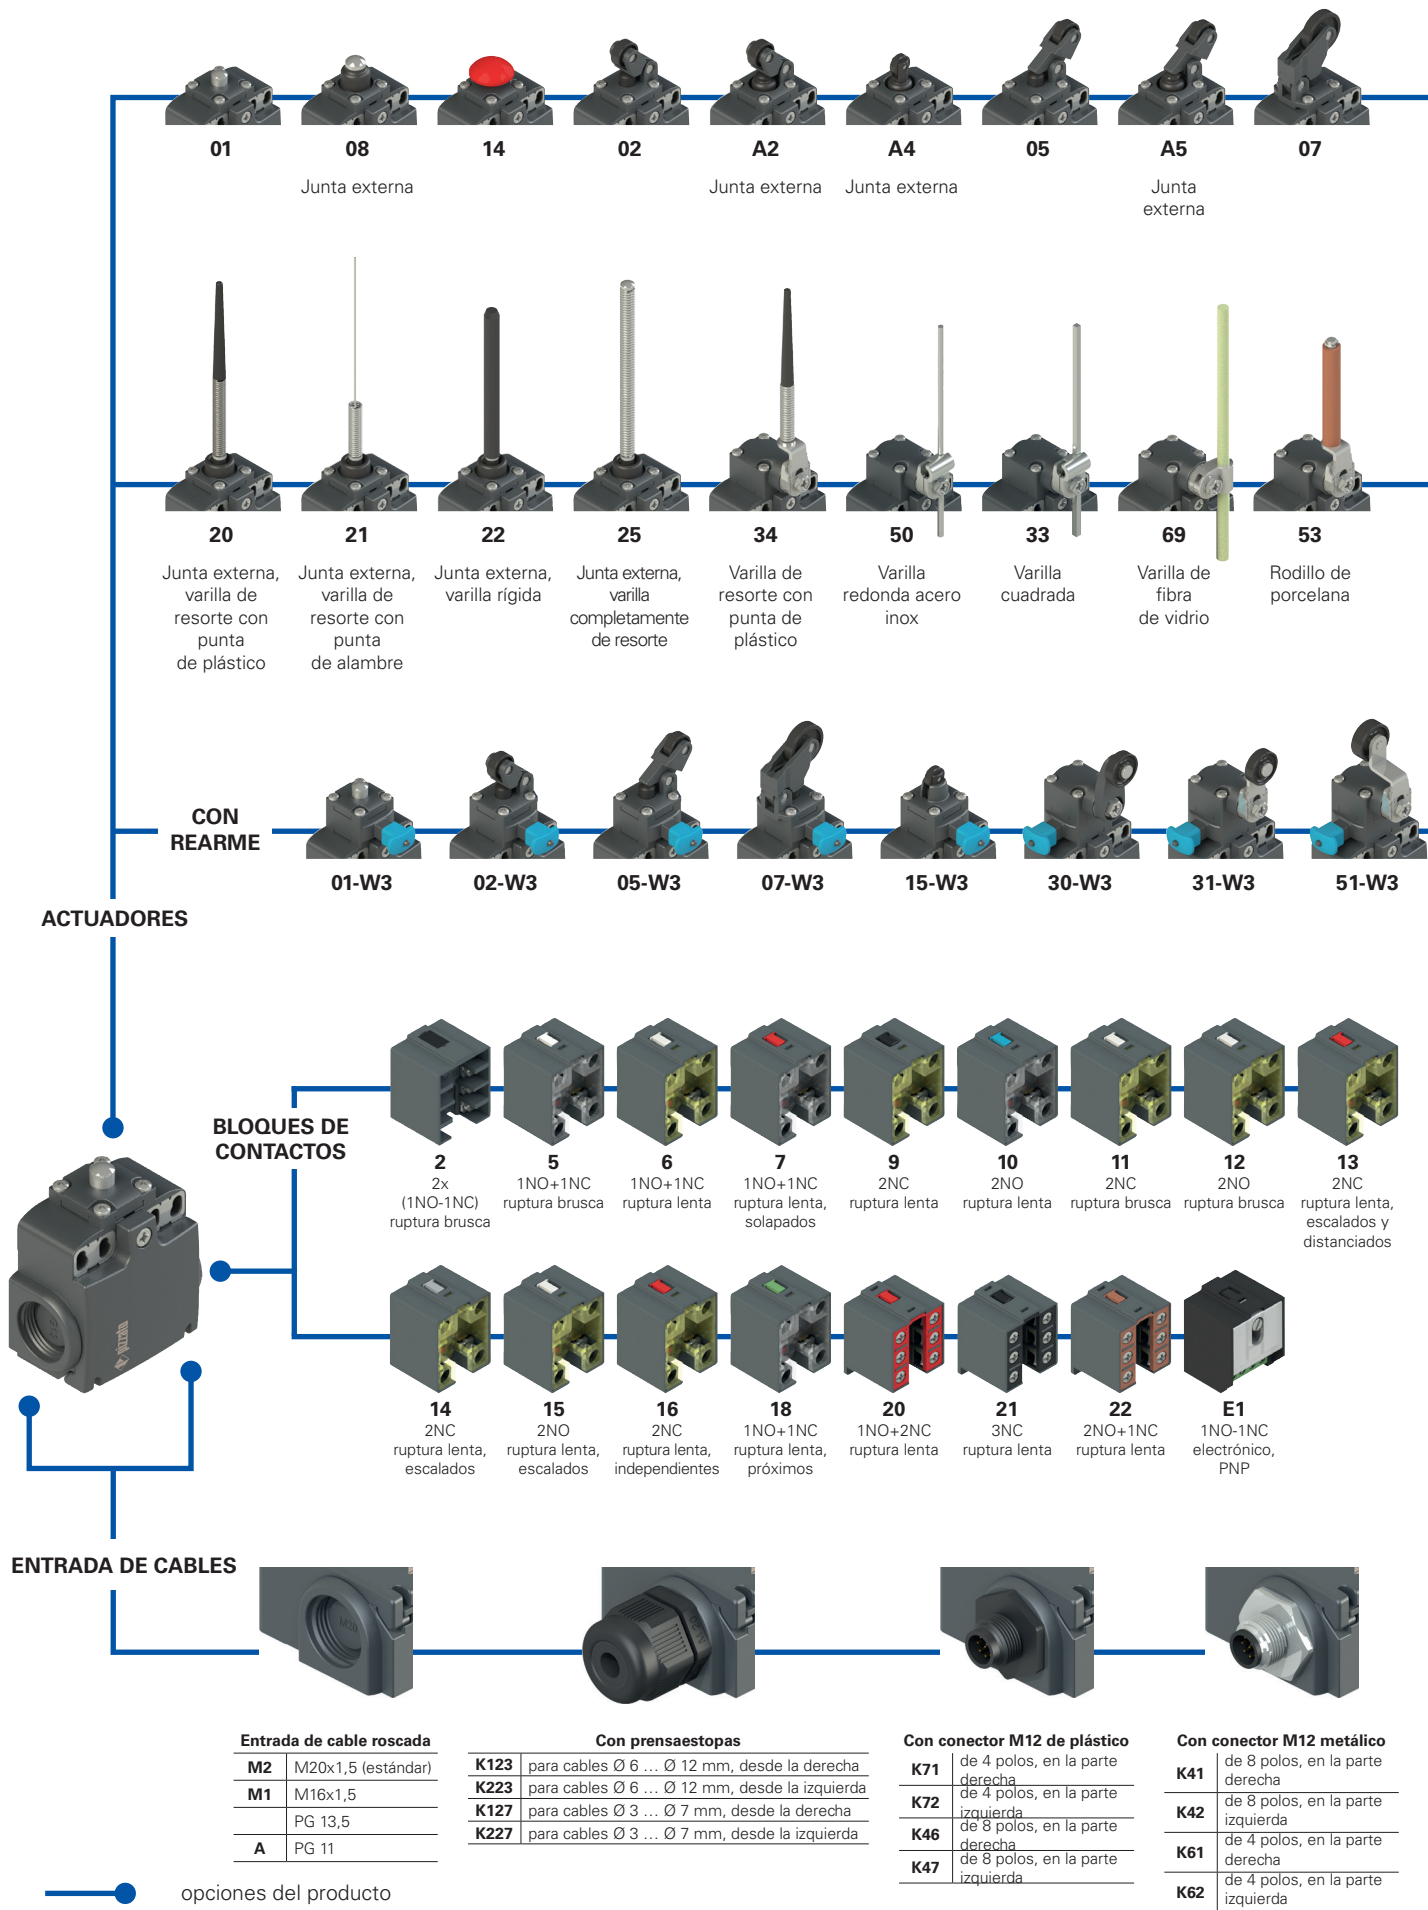 01 08 14 02 A2 A4 05 A5 07
Junta externa Junta externa Junta externa Junta
externa
20 21 22 25 34 50 33 69 53
Junta externa,
varilla de
resorte con
punta
de plástico
Junta externa,
varilla de
resorte con
punta
de alambre
Junta externa,
varilla rígida
Junta externa,
varilla
completamente
de resorte
Varilla de
resorte con
punta de
plástico
Varilla
redonda acero
inox
Varilla
cuadrada
Varilla de
fibra
de vidrio
Rodillo de
porcelana
CON
REARME
01-W3 02-W3 05-W3 07-W3 15-W3 30-W3 31-W3 51-W3
ACTUADORES
BLOQUES DE
CONTACTOS
2
2x
(1NO-1NC)
ruptura brusca
5
1NO+1NC
ruptura brusca
6
1NO+1NC
ruptura lenta
7
1NO+1NC
ruptura lenta,
solapados
9
2NC
ruptura lenta
10
2NO
ruptura lenta
11
2NC
ruptura brusca
12
2NO
ruptura brusca
13
2NC
ruptura lenta,
escalados y
distanciados
pizzato
14
2NC
ruptura lenta,
escalados
15
2NO
ruptura lenta,
escalados
16
2NC
ruptura lenta,
independientes
18
1NO+1NC
ruptura lenta,
próximos
20
1NO+2NC
ruptura lenta
21
3NC
ruptura lenta
22
2NO+1NC
ruptura lenta
E1
1NO-1NC
electrónico,
PNP
ENTRADA DE CABLES
M20
Entrada de cable roscada
M2 M20x1,5 (estándar)
M1 M16x1,5
PG 13,5
A PG 11
Con prensaestopas
K123 para cables Ø 6 … Ø 12 mm, desde la derecha
K223 para cables Ø 6 … Ø 12 mm, desde la izquierda
K127 para cables Ø 3 … Ø 7 mm, desde la derecha
K227 para cables Ø 3 … Ø 7 mm, desde la izquierda
Con conector M12 de plástico
K71 de 4 polos, en la parte
derecha
K72 de 4 polos, en la parte
izquierda
K46 de 8 polos, en la parte
derecha
K47 de 8 polos, en la parte
izquierda
Con conector M12 metálico
K41 de 8 polos, en la parte
derecha
K42 de 8 polos, en la parte
izquierda
K61 de 4 polos, en la parte
derecha
K62 de 4 polos, en la parte
izquierda
opciones del producto